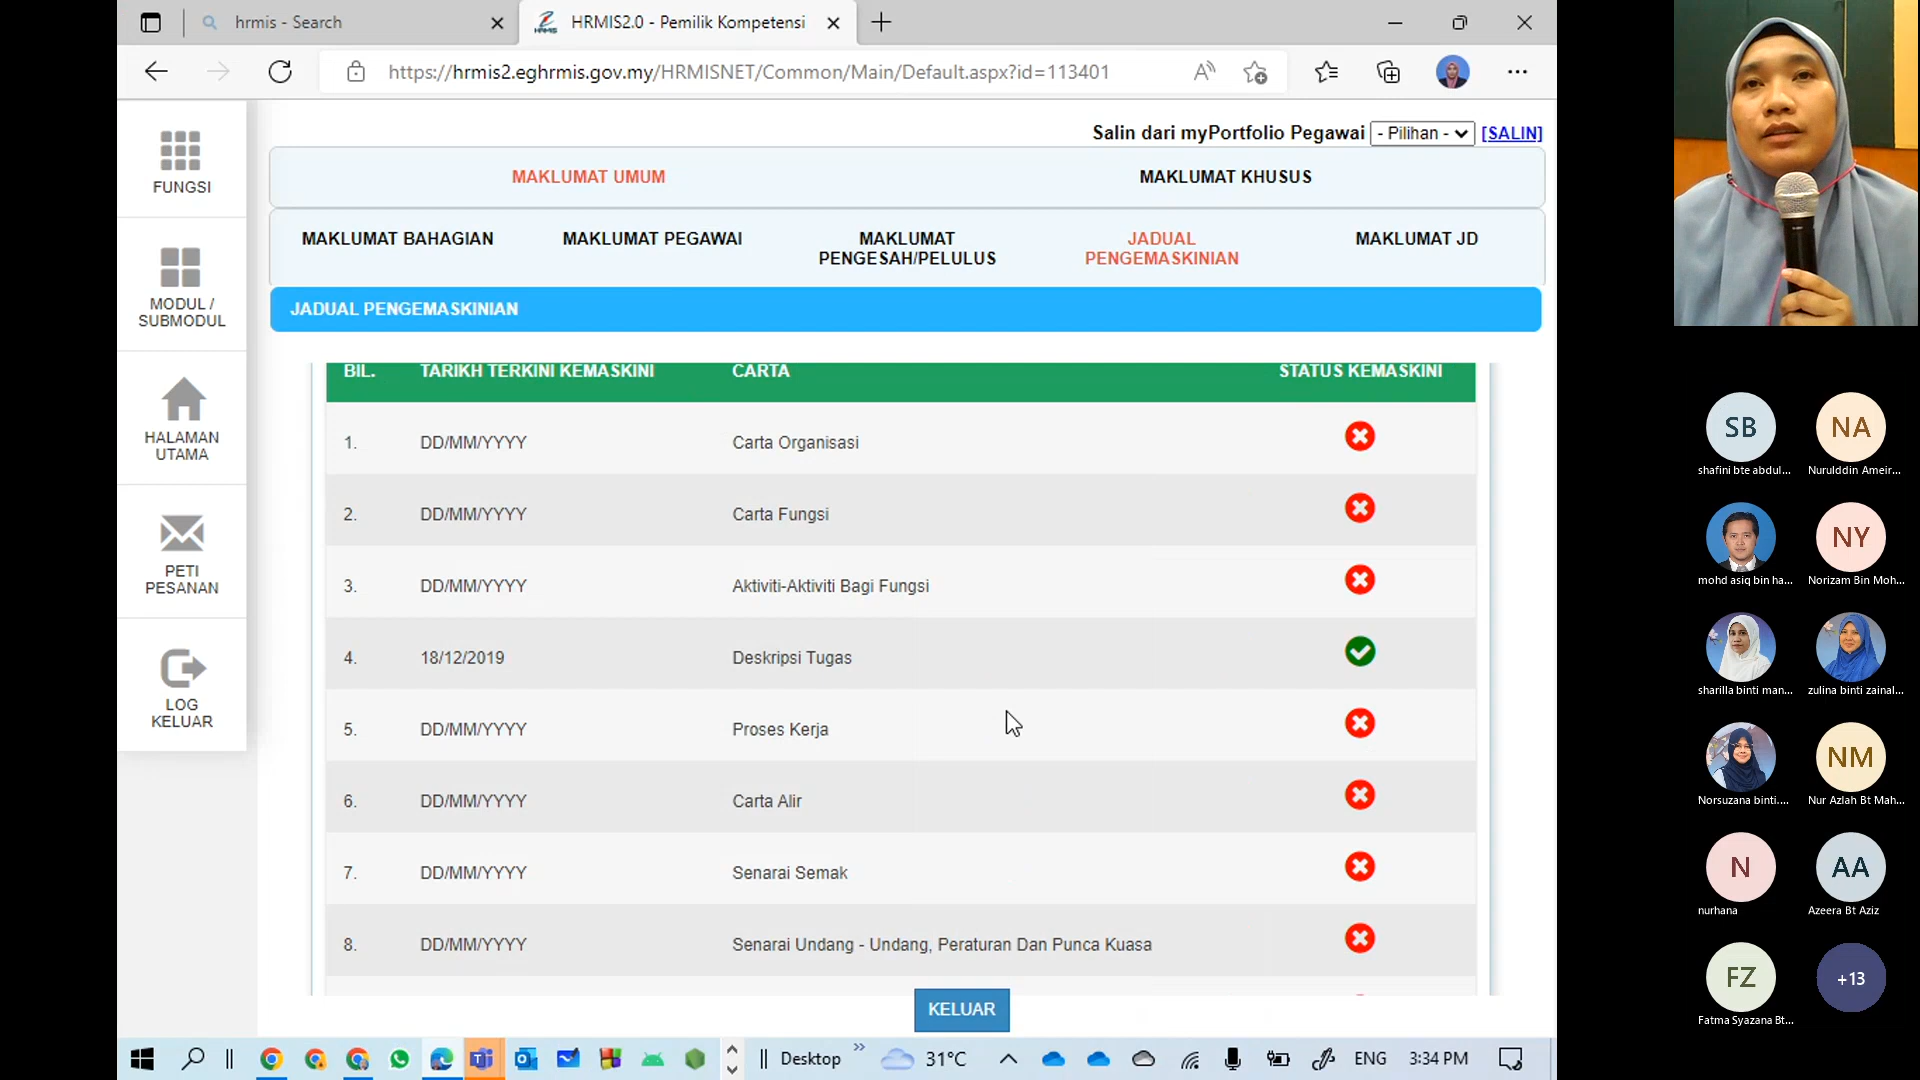 hrmis - Search
HRMIS2.0 - Pemilik Kompetensi
https://hrmis2.eghrmis.gov.my/HRMISNET/Common/Main/Default.aspx?id=113401
Salin dari myPortfolio Pegawai - Pilihan - [SALIN]
MAKLUMAT UMUM MAKLUMAT KHUSUS
MAKLUMAT BAHAGIAN MAKLUMAT PEGAWAI MAKLUMAT PENGESAH/PELULUS JADUAL PENGEMASKINIAN MAKLUMAT JD
JADUAL PENGEMASKINIAN
BIL. TARIKH TERKINI KEMASKINI CARTA STATUS KEMASKINI
1. DD/MM/YYYY Carta Organisasi
2. DD/MM/YYYY Carta Fungsi
3. DD/MM/YYYY Aktiviti-Aktiviti Bagi Fungsi
4. 18/12/2019 Deskripsi Tugas
5. DD/MM/YYYY Proses Kerja
6. DD/MM/YYYY Carta Alir
7. DD/MM/YYYY Senarai Semak
8. DD/MM/YYYY Senarai Undang - Undang, Peraturan Dan Punca Kuasa
KELUAR
FUNGSI
MODUL /
SUBMODUL
HALAMAN
UTAMA
PETI
PESANAN
LOG
KELUAR
SB NA
shafini bte abdul... Nurulddin Ameir...
NY
mohd asiq bin ha... Norizam Bin Moh...
sharilla binti man... zulina binti zainal...
NM
Norsuzana binti.... Nur Azlah Bt Mah...
N AA
nurhana Azeera Bt Aziz
FZ +13
Fatma Syazana Bt...
Desktop 31°C ENG 3:34 PM